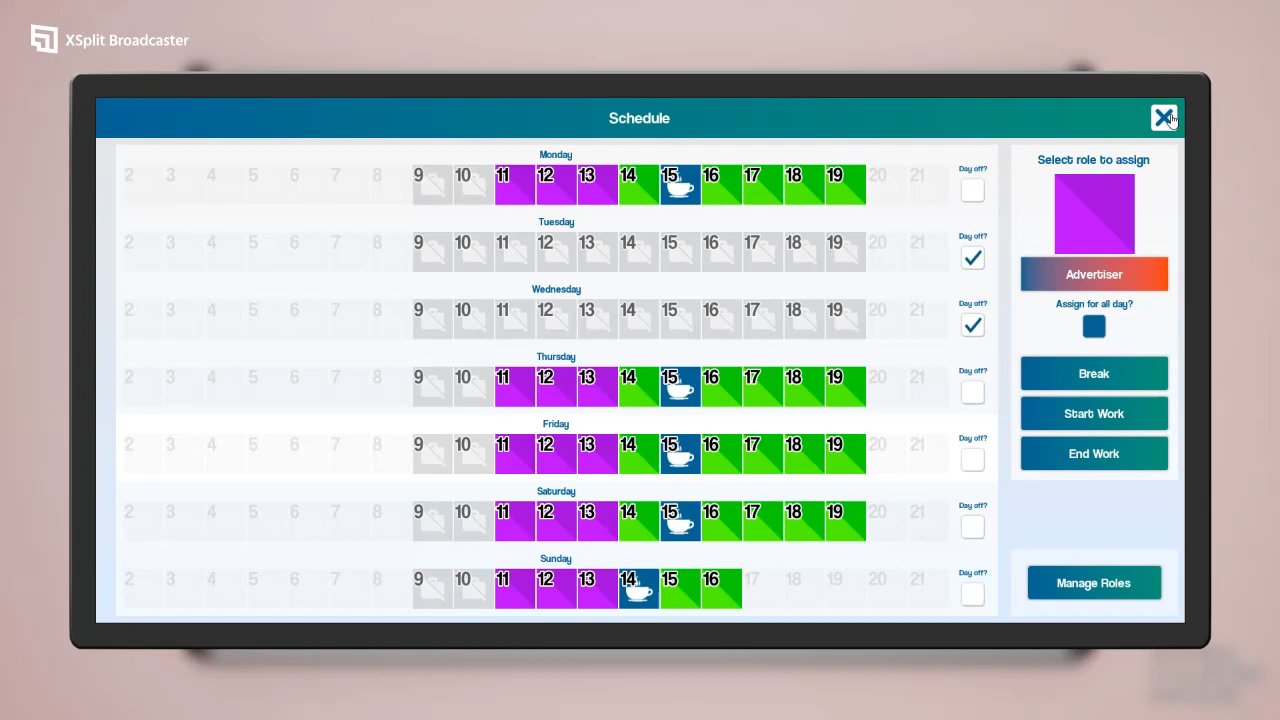 XSplit Broadcaster
Schedule
Monday
2 3 4 5 6 7 8 9 10 11 12 13 14 15 16 17 18 19 20 21
Day off?
Tuesday
2 3 4 5 6 7 8 9 10 11 12 13 14 15 16 17 18 19 20 21
Day off?
Wednesday
2 3 4 5 6 7 8 9 10 11 12 13 14 15 16 17 18 19 20 21
Day off?
Thursday
2 3 4 5 6 7 8 9 10 11 12 13 14 15 16 17 18 19 20 21
Day off?
Friday
2 3 4 5 6 7 8 9 10 11 12 13 14 15 16 17 18 19 20 21
Day off?
Saturday
2 3 4 5 6 7 8 9 10 11 12 13 14 15 16 17 18 19 20 21
Day off?
Sunday
2 3 4 5 6 7 8 9 10 11 12 13 14 15 16 17 18 19 20 21
Day off?
Select role to assign
Advertiser
Assign for all day?
Break
Start Work
End Work
Manage Roles